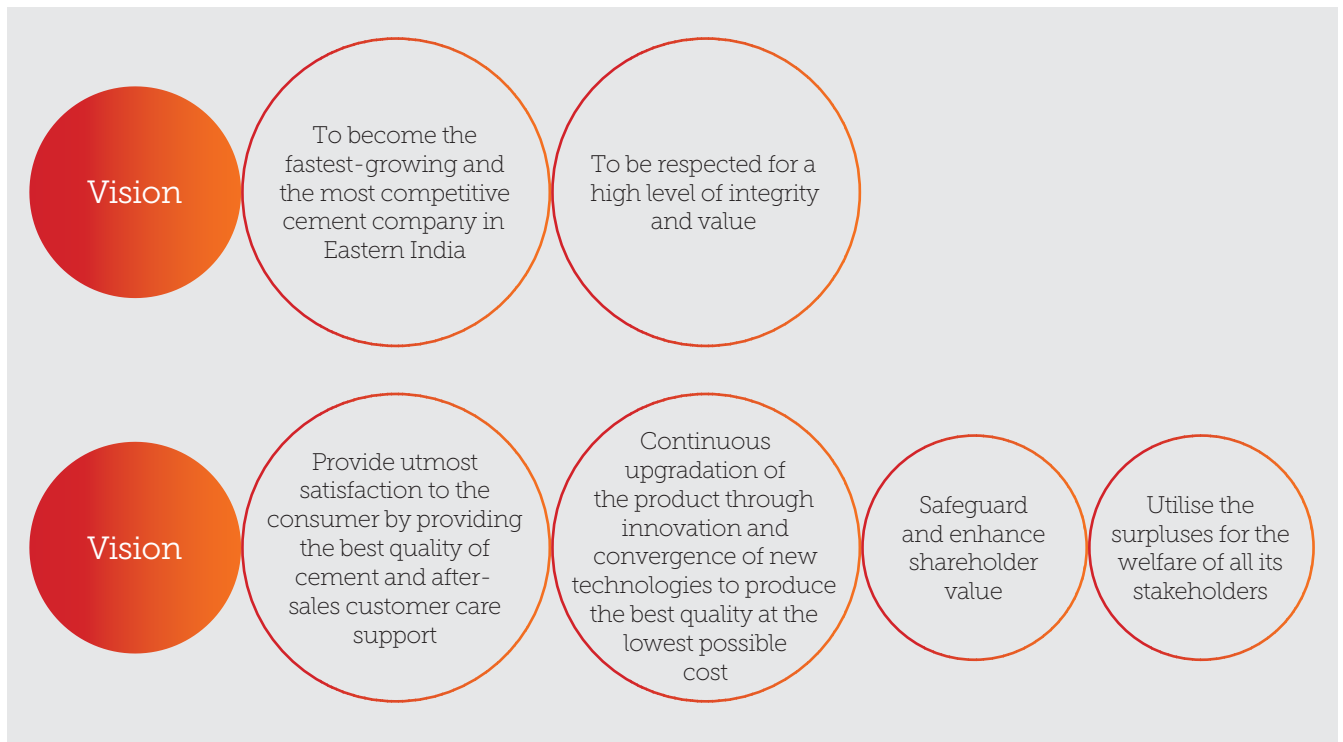 Vision
To become the
fastest-growing and
the most competitive
cement company in
Eastern India
To be respected for a
high level of integrity
and value
Vision
Provide utmost
satisfaction to the
consumer by providing
the best quality of
cement and after-
sales customer care
support
Continuous
upgradation of
the product through
innovation and
convergence of new
technologies to produce
the best quality at the
lowest possible
cost
Safeguard
and enhance
shareholder
value
Utilise the
surpluses for the
welfare of all its
stakeholders